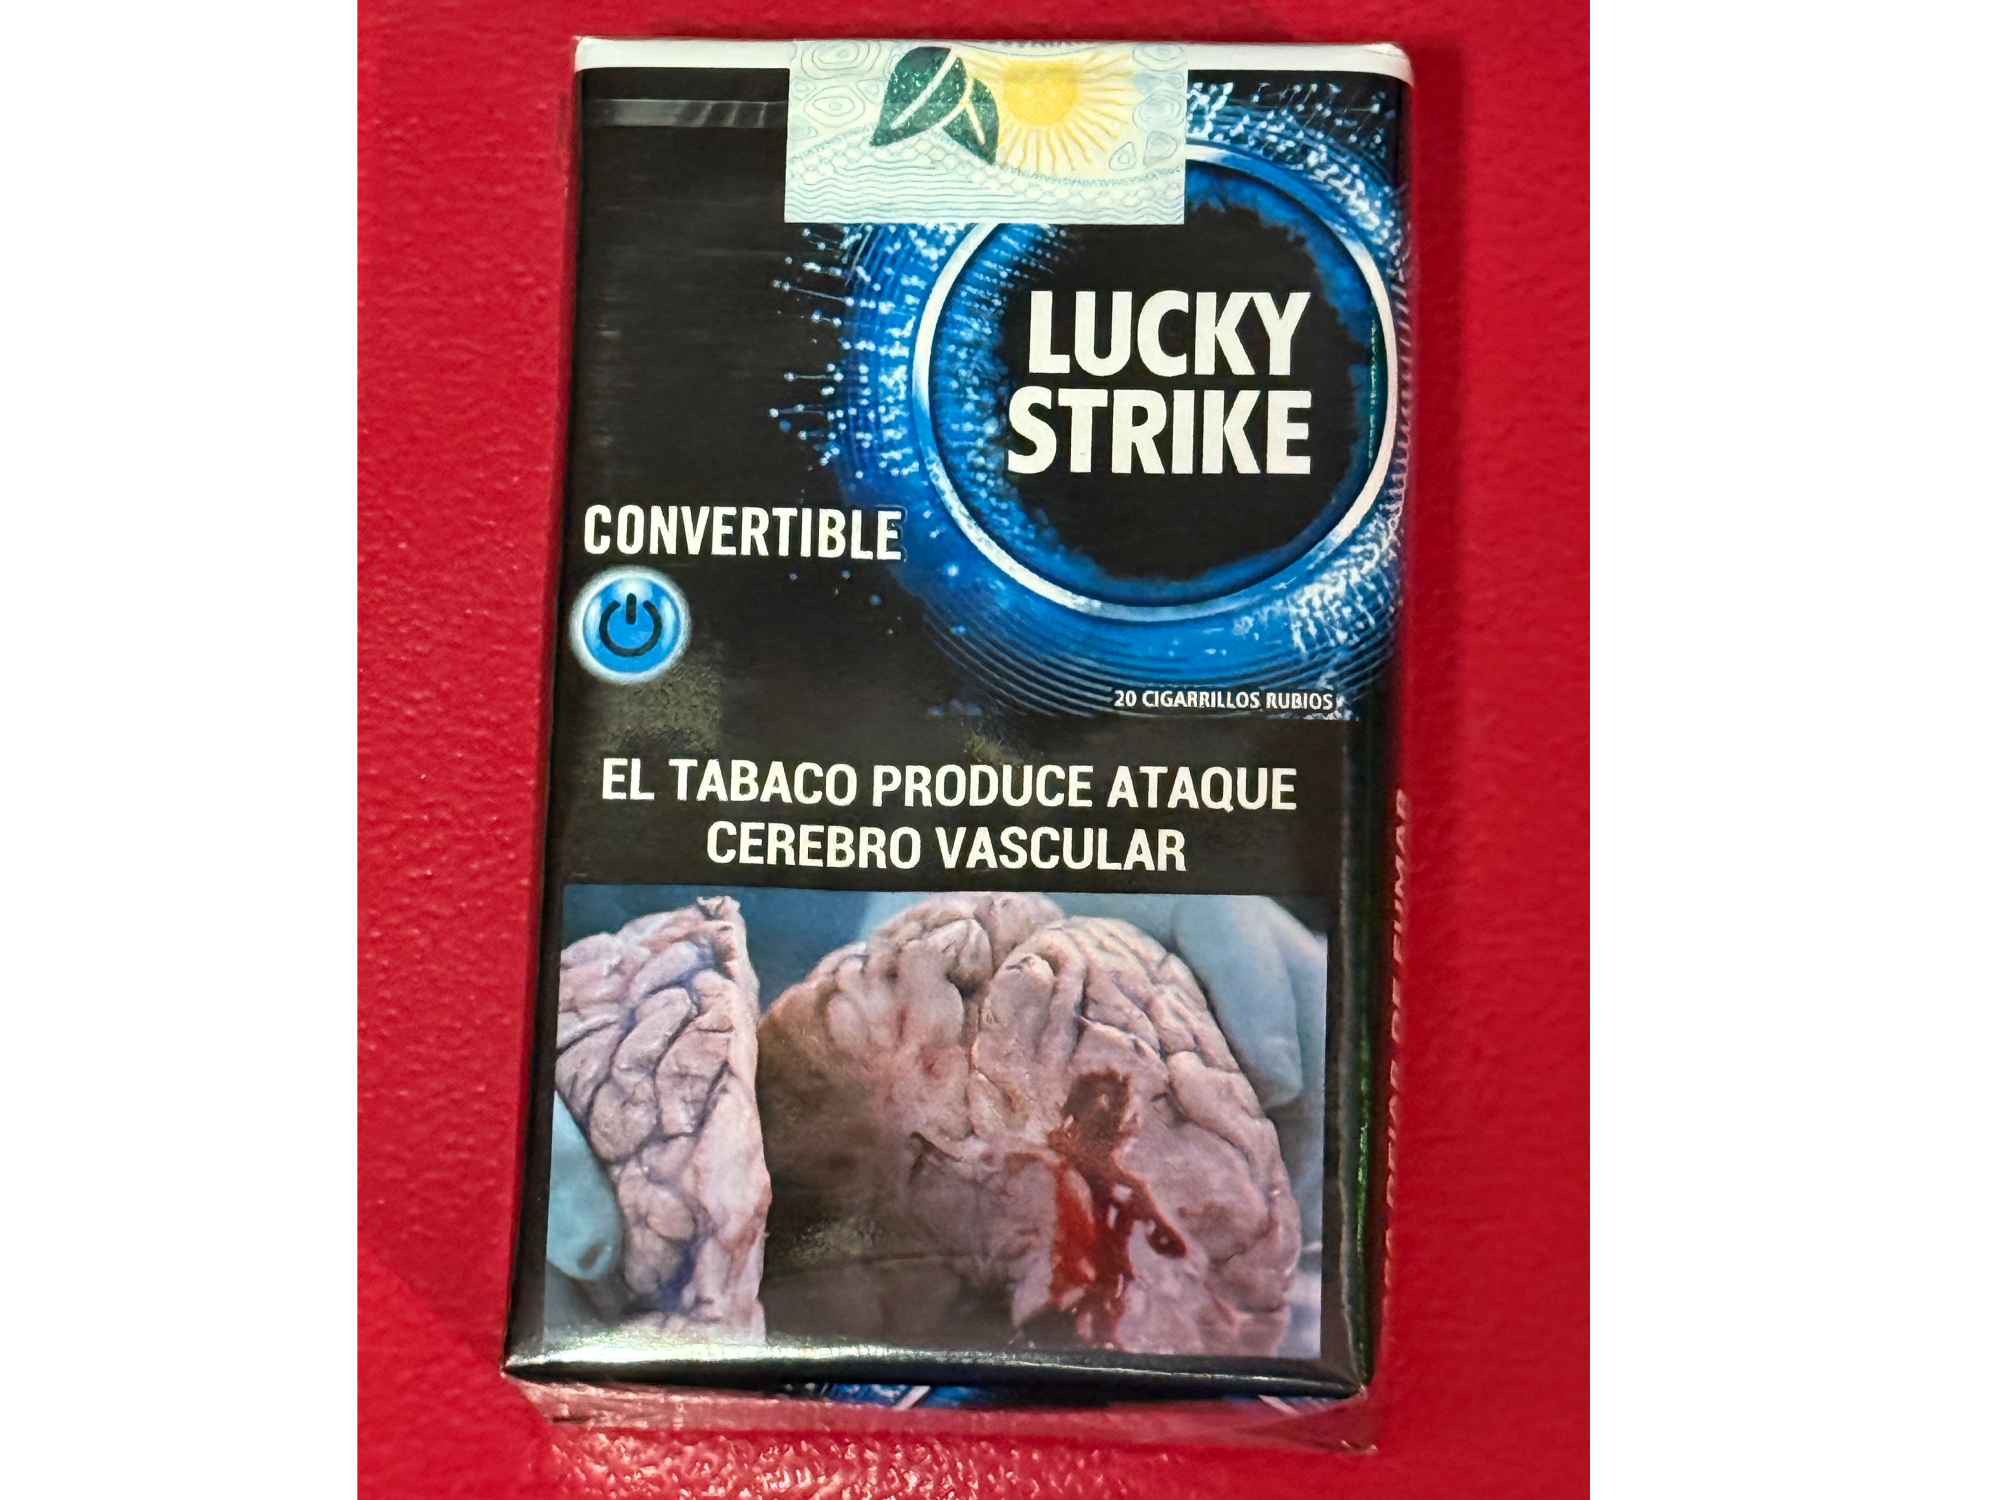 LUCKY
STRIKE
CONVERTIBLE
20 CIGARRILLOS RUBIOS
EL TABACO PRODUCE ATAQUE
CEREBRO VASCULAR